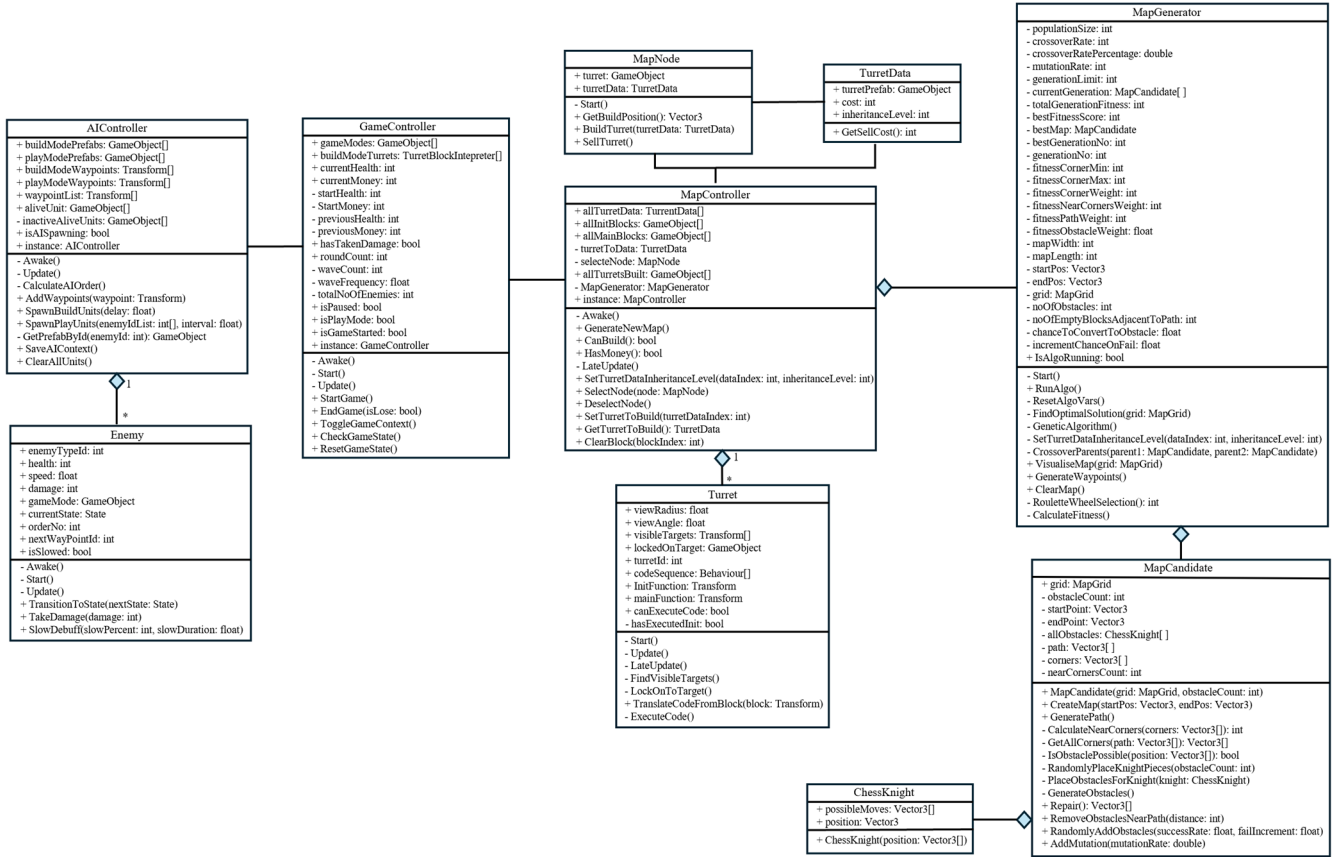 AIController
+ buildModePrefabs: GameObject[]
+ playModePrefabs: GameObject[]
+ buildModeWaypoints: Transform[]
+ playModeWaypoints: Transform[]
+ waypointList: Transform[]
+ aliveUnit: GameObject[]
- inactiveAliveUnits: GameObject[]
+ isAISpawning: bool
+ instance: AIController
- Awake()
- Update()
- CalculateAIOrder()
+ AddWaypoints(waypoint: Transform)
+ SpawnBuildUnits(delay: float)
+ SpawnPlayUnits(enemyIdList: int[], interval: float)
- GetPrefabById(enemyId: int): GameObject
+ SaveAIContext()
+ ClearAllUnits()
1
*
Enemy
+ enemyTypeId: int
+ health: int
+ speed: float
+ damage: int
+ gameMode: GameObject
+ currentState: State
+ orderNo: int
+ nextWayPointId: int
+ isSlowed: bool
- Awake()
- Start()
- Update()
+ TransitionToState(nextState: State)
+ TakeDamage(damage: int)
+ SlowDebuff(slowPercent: int, slowDuration: float)
GameController
+ gameModes: GameObject[]
+ buildModeTurrets: TurretBlockIntepreter[]
+ currentHealth: int
+ currentMoney: int
- startHealth: int
- StartMoney: int
- previousHealth: int
- previousMoney: int
+ hasTakenDamage: bool
+ roundCount: int
- waveCount: int
- waveFrequency: float
- totalNoOfEnemies: int
+ isPaused: bool
+ isPlayMode: bool
+ isGameStarted: bool
+ instance: GameController
- Awake()
- Start()
- Update()
+ StartGame()
+ EndGame(isLose: bool)
+ ToggleGameContext()
+ CheckGameState()
+ ResetGameState()
MapNode
+ turret: GameObject
+ turretData: TurretData
- Start()
+ GetBuildPosition(): Vector3
+ BuildTurret(turretData: TurretData)
+ SellTurret()
TurretData
+ turretPrefab: GameObject
+ cost: int
+ inheritanceLevel: int
+ GetSellCost(): int
MapController
+ allTurretData: TurrentData[]
+ allInitBlocks: GameObject[]
+ allMainBlocks: GameObject[]
- turretToData: TurretData
- selecteNode: MapNode
+ allTurretsBuilt: GameObject[]
- MapGenerator: MapGenerator
+ instance: MapController
- Awake()
+ GenerateNewMap()
+ CanBuild(): bool
+ HasMoney(): bool
- LateUpdate()
+ SetTurretDataInheritanceLevel(dataIndex: int, inheritanceLevel: int)
+ SelectNode(node: MapNode)
+ DeselectNode()
+ SetTurretToBuild(turretDataIndex: int)
+ GetTurretToBuild(): TurretData
+ ClearBlock(blockIndex: int)
1
*
Turret
+ viewRadius: float
+ viewAngle: float
+ visibleTargets: Transform[]
+ lockedOnTarget: GameObject
+ turretId: int
+ codeSequence: Behaviour[]
+ InitFunction: Transform
+ mainFunction: Transform
+ canExecuteCode: bool
- hasExecutedInit: bool
- Start()
- Update()
- LateUpdate()
- FindVisibleTargets()
- LockOnToTarget()
+ TranslateCodeFromBlock(block: Transform)
- ExecuteCode()
MapGenerator
- populationSize: int
- crossoverRate: int
- crossoverRatePercentage: double
- mutationRate: int
- generationLimit: int
- currentGeneration: MapCandidate[ ]
- totalGenerationFitness: int
- bestFitnessScore: int
- bestMap: MapCandidate
- bestGenerationNo: int
- generationNo: int
- fitnessCornerMin: int
- fitnessCornerMax: int
- fitnessCornerWeight: int
- fitnessNearCornersWeight: int
- fitnessPathWeight: int
- fitnessObstacleWeight: float
- mapWidth: int
- mapLength: int
- startPos: Vector3
- endPos: Vector3
- grid: MapGrid
- noOfObstacles: int
- noOfEmptyBlocksAdjacentToPath: int
- chanceToConvertToObstacle: float
- incrementChanceOnFail: float
+ IsAlgoRunning: bool
- Start()
+ RunAlgo()
- ResetAlgoVars()
- FindOptimalSolution(grid: MapGrid)
- GeneticAlgorithm()
- SetTurretDataInheritanceLevel(dataIndex: int, inheritanceLevel: int)
- CrossoverParents(parent1: MapCandidate, parent2: MapCandidate)
+ VisualiseMap(grid: MapGrid)
+ GenerateWaypoints()
+ ClearMap()
- RouletteWheelSelection(): int
- CalculateFitness()
MapCandidate
+ grid: MapGrid
- obstacleCount: int
- startPoint: Vector3
- endPoint: Vector3
- allObstacles: ChessKnight[ ]
- path: Vector3[ ]
- corners: Vector3[ ]
- nearCornersCount: int
+ MapCandidate(grid: MapGrid, obstacleCount: int)
+ CreateMap(startPos: Vector3, endPos: Vector3)
+ GeneratePath()
- CalculateNearCorners(corners: Vector3[]): int
- GetAllCorners(path: Vector3[]): Vector3[]
- IsObstaclePossible(position: Vector3[]): bool
- RandomlyPlaceKnightPieces(obstacleCount: int)
- PlaceObstaclesForKnight(knight: ChessKnight)
- GenerateObstacles()
+ Repair(): Vector3[]
+ RemoveObstaclesNearPath(distance: int)
+ RandomlyAddObstacles(successRate: float, failIncrement: float)
+ AddMutation(mutationRate: double)
ChessKnight
+ possibleMoves: Vector3[]
+ position: Vector3
+ ChessKnight(position: Vector3[])